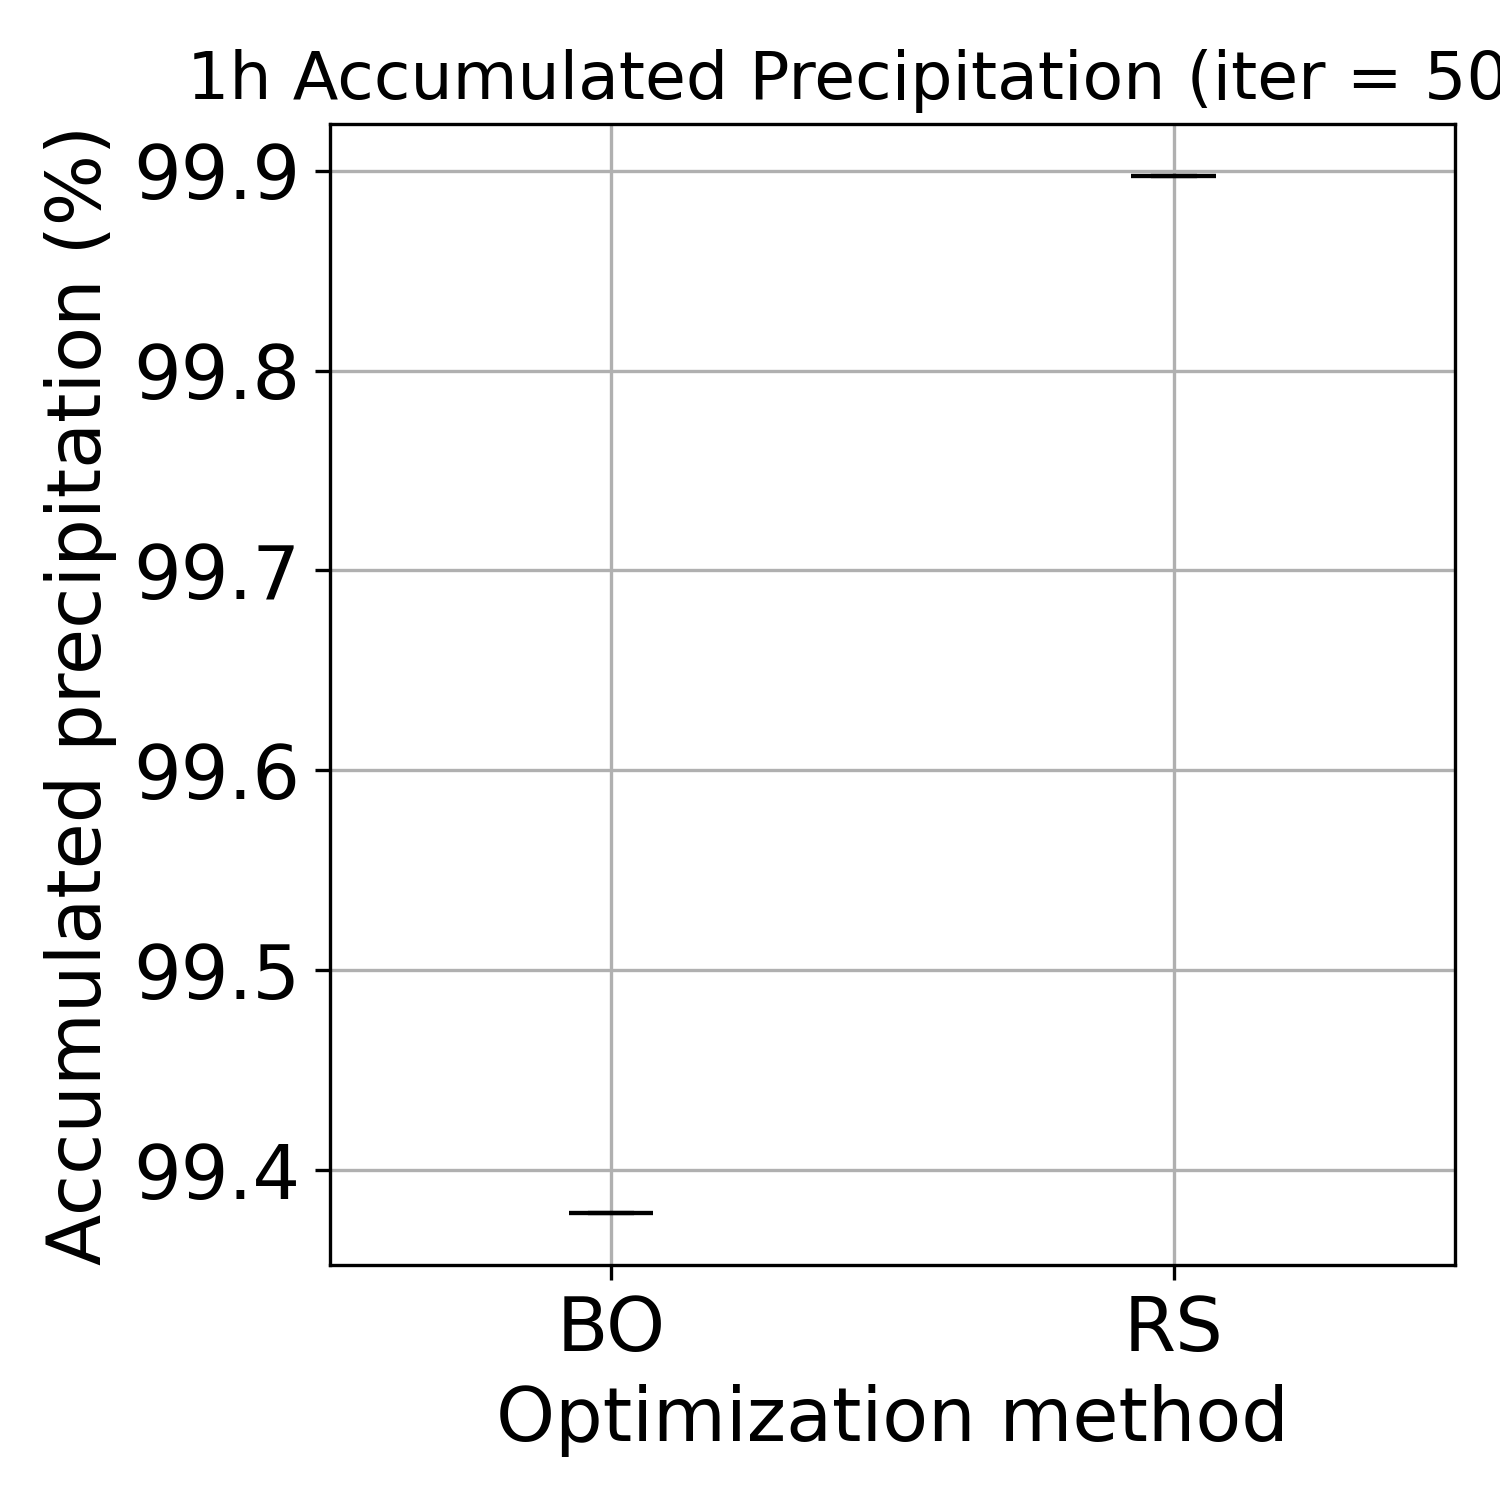 1h Accumulated Precipitation (iter = 50
Accumulated precipitation (%)
99.9
99.8
99.7
99.6
99.5
99.4
BO RS
Optimization method